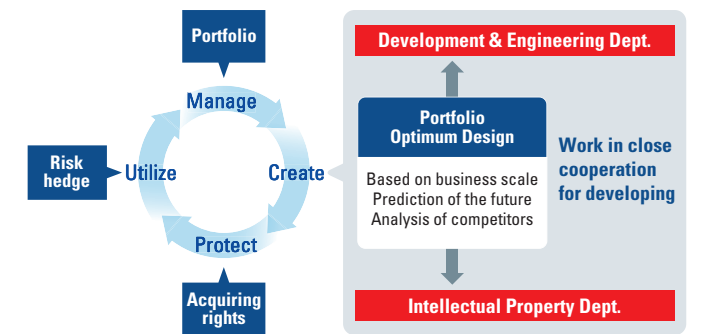 Portfolio
Manage
Risk
hedge
Utilize
Create
Protect
Acquiring
rights
Development & Engineering Dept.
Portfolio
Optimum Design
Based on business scale
Prediction of the future
Analysis of competitors
Work in close
cooperation
for developing
Intellectual Property Dept.